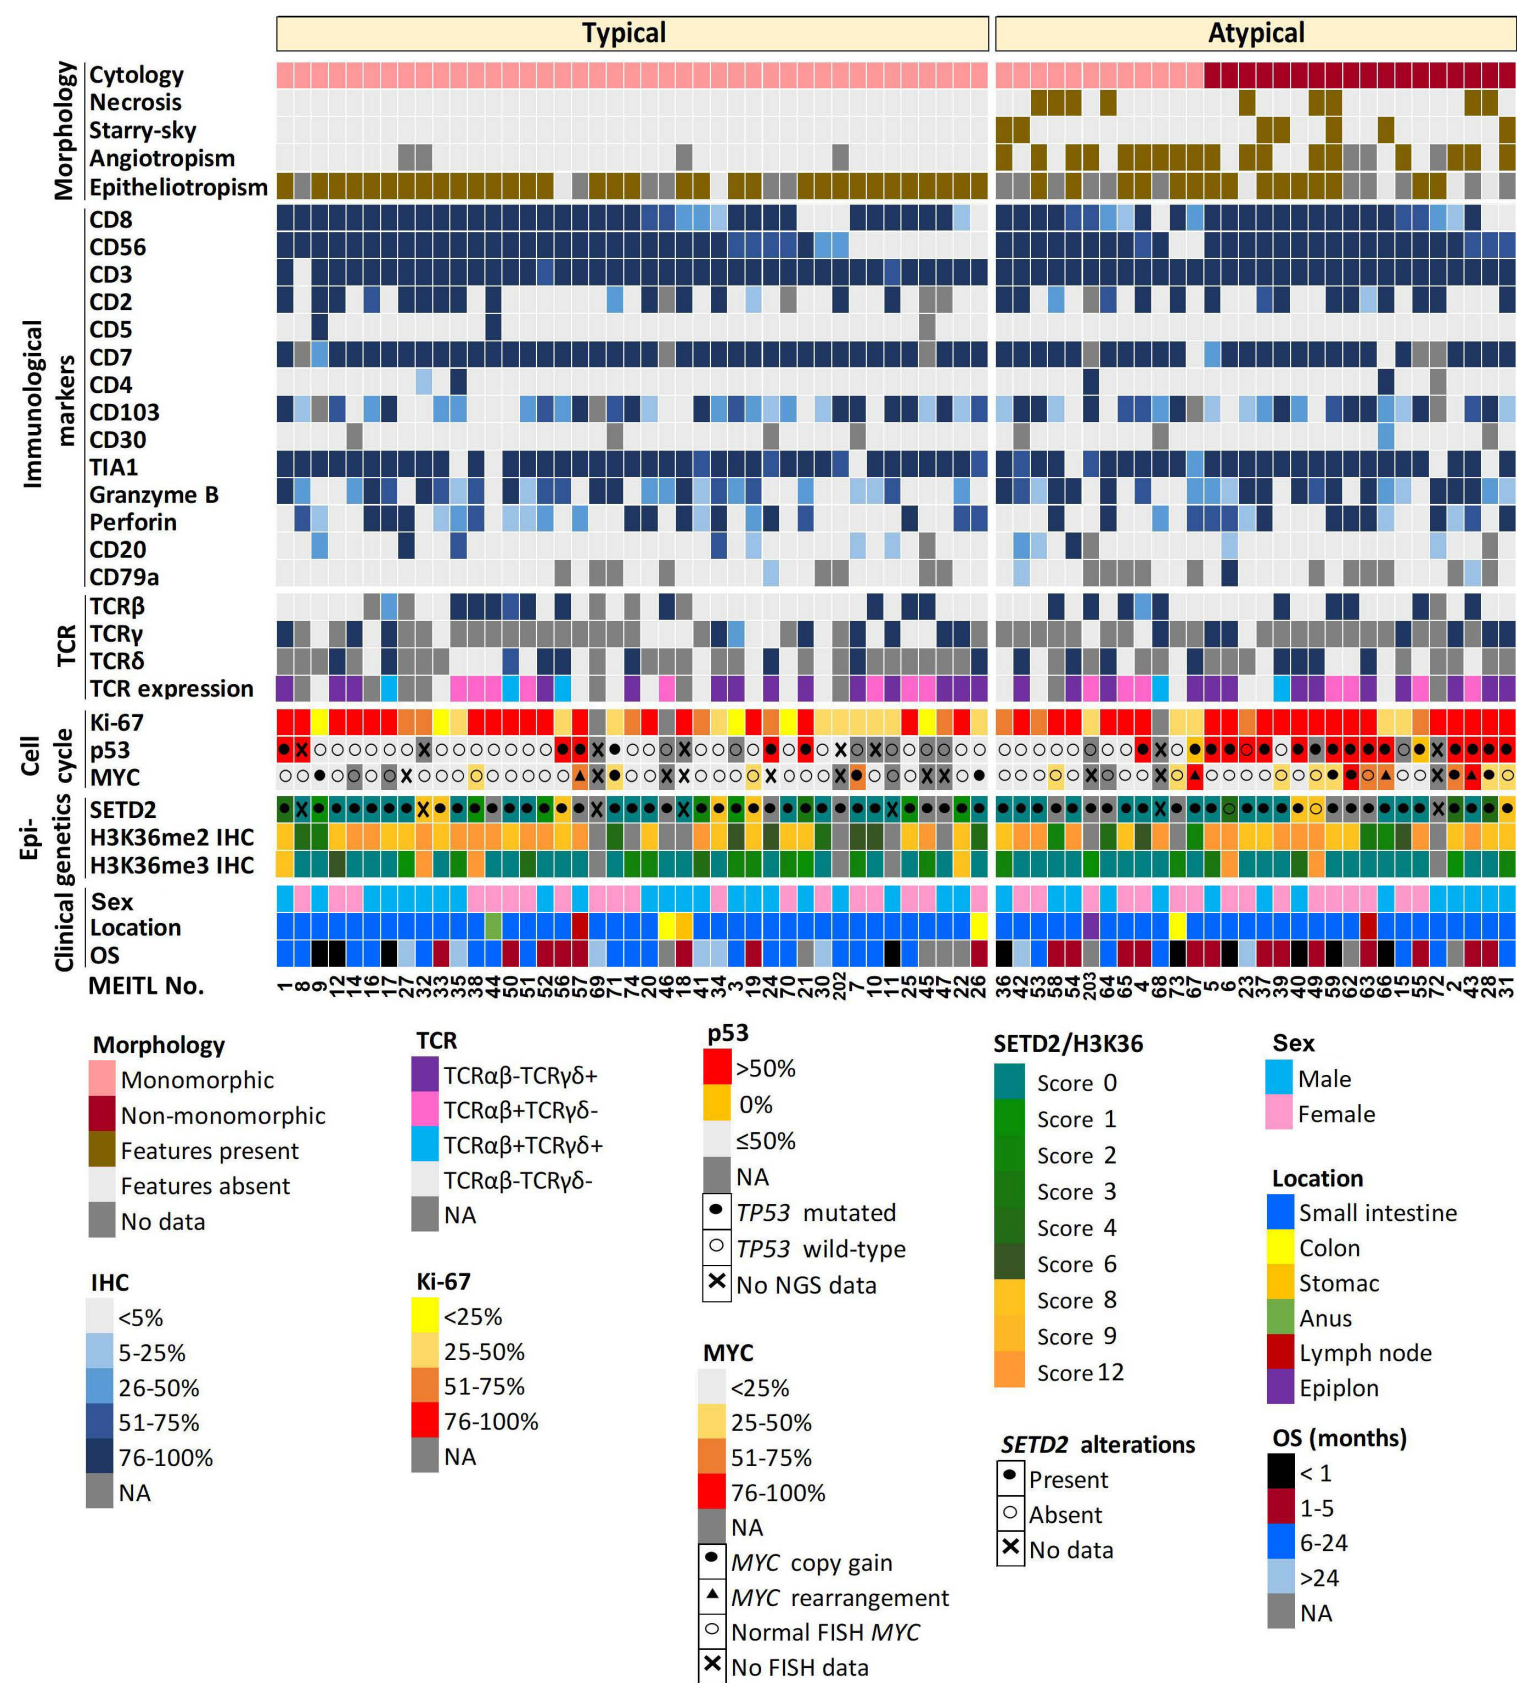 Typical Atypical
Morphology
Cytology
Necrosis
Starry-sky
Angiotropism
Epitheliotropism
Immunological
markers
CD8
CD56
CD3
CD2
CD5
CD7
CD4
CD103
CD30
TIA1
Granzyme B
Perforin
CD20
CD79a
TCR
TCRβ
TCRγ
TCRδ
TCR expression
Cell
cycle
Ki-67
p53
MYC
Epi-
genetics
SETD2
H3K36me2 IHC
H3K36me3 IHC
Clinical
Sex
Location
OS
MEITL No. 1 8 9 12 14 16 17 27 32 33 35 38 44 50 51 52 56 57 69 71 74 20 46 18 41 34 3 19 24 70 21 30 202 7 10 11 25 45 47 22 26 36 42 53 58 54 203 64 65 4 68 73 67 5 6 23 37 39 40 49 59 62 63 66 15 55 72 2 43 28 31
Morphology
Monomorphic
Non-monomorphic
Features present
Features absent
No data
IHC
<5%
5-25%
26-50%
51-75%
76-100%
NA
TCR
TCRαβ-TCRγδ+
TCRαβ+TCRγδ-
TCRαβ+TCRγδ+
TCRαβ-TCRγδ-
NA
Ki-67
<25%
25-50%
51-75%
76-100%
NA
p53
>50%
0%
≤50%
NA
TP53 mutated
TP53 wild-type
No NGS data
MYC
<25%
25-50%
51-75%
76-100%
NA
MYC copy gain
MYC rearrangement
Normal FISH MYC
No FISH data
SETD2/H3K36
Score 0
Score 1
Score 2
Score 3
Score 4
Score 6
Score 8
Score 9
Score 12
SETD2 alterations
Present
Absent
No data
Sex
Male
Female
Location
Small intestine
Colon
Stomac
Anus
Lymph node
Epiplon
OS (months)
< 1
1-5
6-24
>24
NA